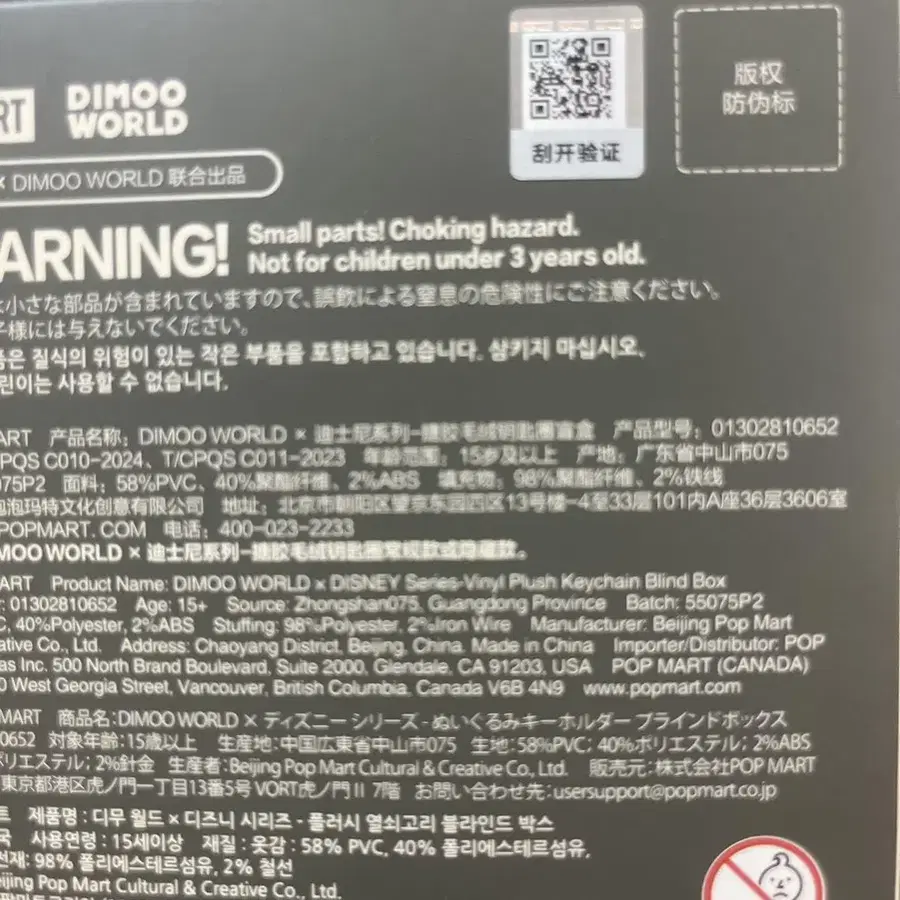 RT DIMOO WORLD
刮开验证
版权
防伪标
× DIMOO WORLD 联合出品
ARNING! Small parts! Choking hazard.
Not for children under 3 years old.
小さな部品が含まれていますので、誤飲による窒息の危険性にご注意ください。
様には与えないでください。
품은 질식의 위험이 있는 작은 부품을 포함하고 있습니다. 삼키지 마십시오.
린이는 사용할 수 없습니다.
ART 产品名称: DIMOO WORLD × 迪士尼系列-搪胶毛绒钥匙圈盲盒 产品型号: 01302810652
CPQS C010-2024、T/CPQS C011-2023 年龄范围: 15岁及以上 产地: 广东省中山市075
075P2 面料: 58%PVC、40%聚酯纤维、2%ABS 填充物: 98%聚酯纤维、2%铁线
泡泡玛特文化创意有限公司 地址: 北京市朝阳区望京东园四区13号楼-4至33层101内A座36层3606室
POPMART.COM 电话: 400-023-2233
MOO WORLD × 迪士尼系列-搪胶毛绒钥匙圈常规款或隐藏款。
ART Product Name: DIMOO WORLD × DISNEY Series-Vinyl Plush Keychain Blind Box
: 01302810652 Age: 15+ Source: Zhongshan075, Guangdong Province Batch: 55075P2
C, 40%Polyester, 2%ABS Stuffing: 98%Polyester, 2%Iron Wire Manufacturer: Beijing Pop Mart
ative Co., Ltd. Address: Chaoyang District, Beijing, China. Made in China Importer/Distributor: POP
as Inc. 500 North Brand Boulevard, Suite 2000, Glendale, CA 91203, USA POP MART (CANADA)
0 West Georgia Street, Vancouver, British Columbia, Canada V6B 4N9 www.popmart.com
MART 商品名:DIMOO WORLD × ディズニー シリーズ - ぬいぐるみキーホルダー ブラインドボックス
0652 対象年齢:15歳以上 生産地:中国広東省中山市075 生地:58%PVC; 40%ポリエステル; 2%ABS
ポリエステル; 2%針金 生産者:Beijing Pop Mart Cultural & Creative Co., Ltd. 販売元:株式会社POP MART
東京都港区虎ノ門一丁目13番5号 VORT虎ノ門II 7階 お問い合わせ先:usersupport@popmart.co.jp
트 제품명 : 디무 월드 × 디즈니 시리즈 - 플러시 열쇠고리 블라인드 박스
국 사용연령 : 15세이상 재질 : 옷감 : 58% PVC, 40% 폴리에스테르섬유,
전재: 98% 폴리에스테르섬유, 2% 철선
eijing Pop Mart Cultural & Creative Co., Ltd.